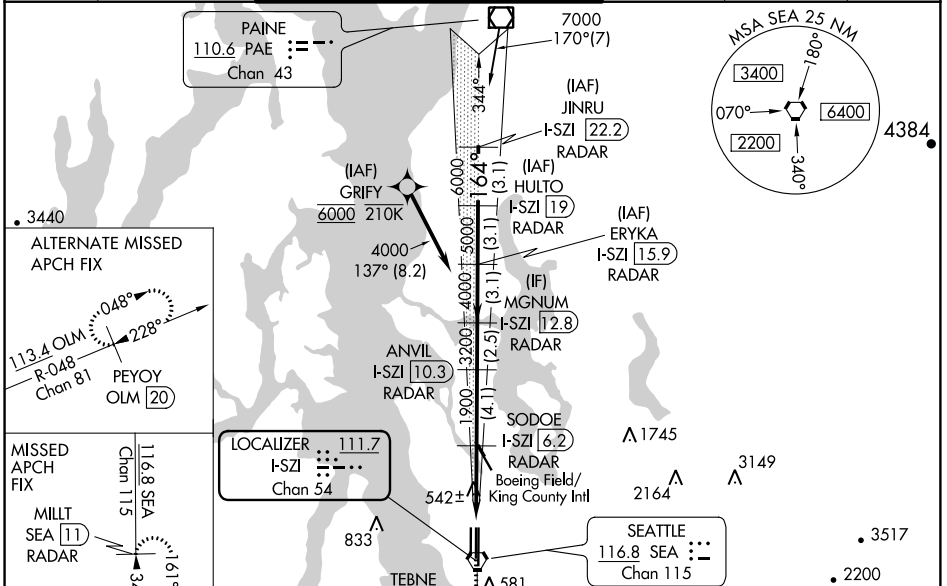 PAINE
110.6 PAE
Chan 43
7000
170°(7)
344°
MSA SEA 25 NM
180°
3400
070°
6400
2200
340°
4384
(IAF)
JINRU
I-SZI 22.2
RADAR
6000
164°
(3.1)
(IAF)
GRIFY
6000 210K
4000
137° (8.2)
(IAF)
HULTO
I-SZI 19
RADAR
5000
(3.1)
(IAF)
ERYKA
I-SZI 15.9
RADAR
4000
(3.1)
(IF)
MGNUM
I-SZI 12.8
RADAR
3200
(2.5)
ANVIL
I-SZI 10.3
RADAR
1900
(4.1)
SODOE
I-SZI 6.2
RADAR
Boeing Field/
King County Intl
3440
ALTERNATE MISSED
APCH FIX
048°
228°
113.4 OLM
R-048
Chan 81
PEYOY
OLM 20
MISSED
APCH
FIX
116.8 SEA
Chan 115
MILLT
SEA 11
RADAR
161°
34
LOCALIZER 111.7
I-SZI
Chan 54
542±
833
1745
2164
3149
3517
2200
SEATTLE
116.8 SEA
Chan 115
TEBNE
581